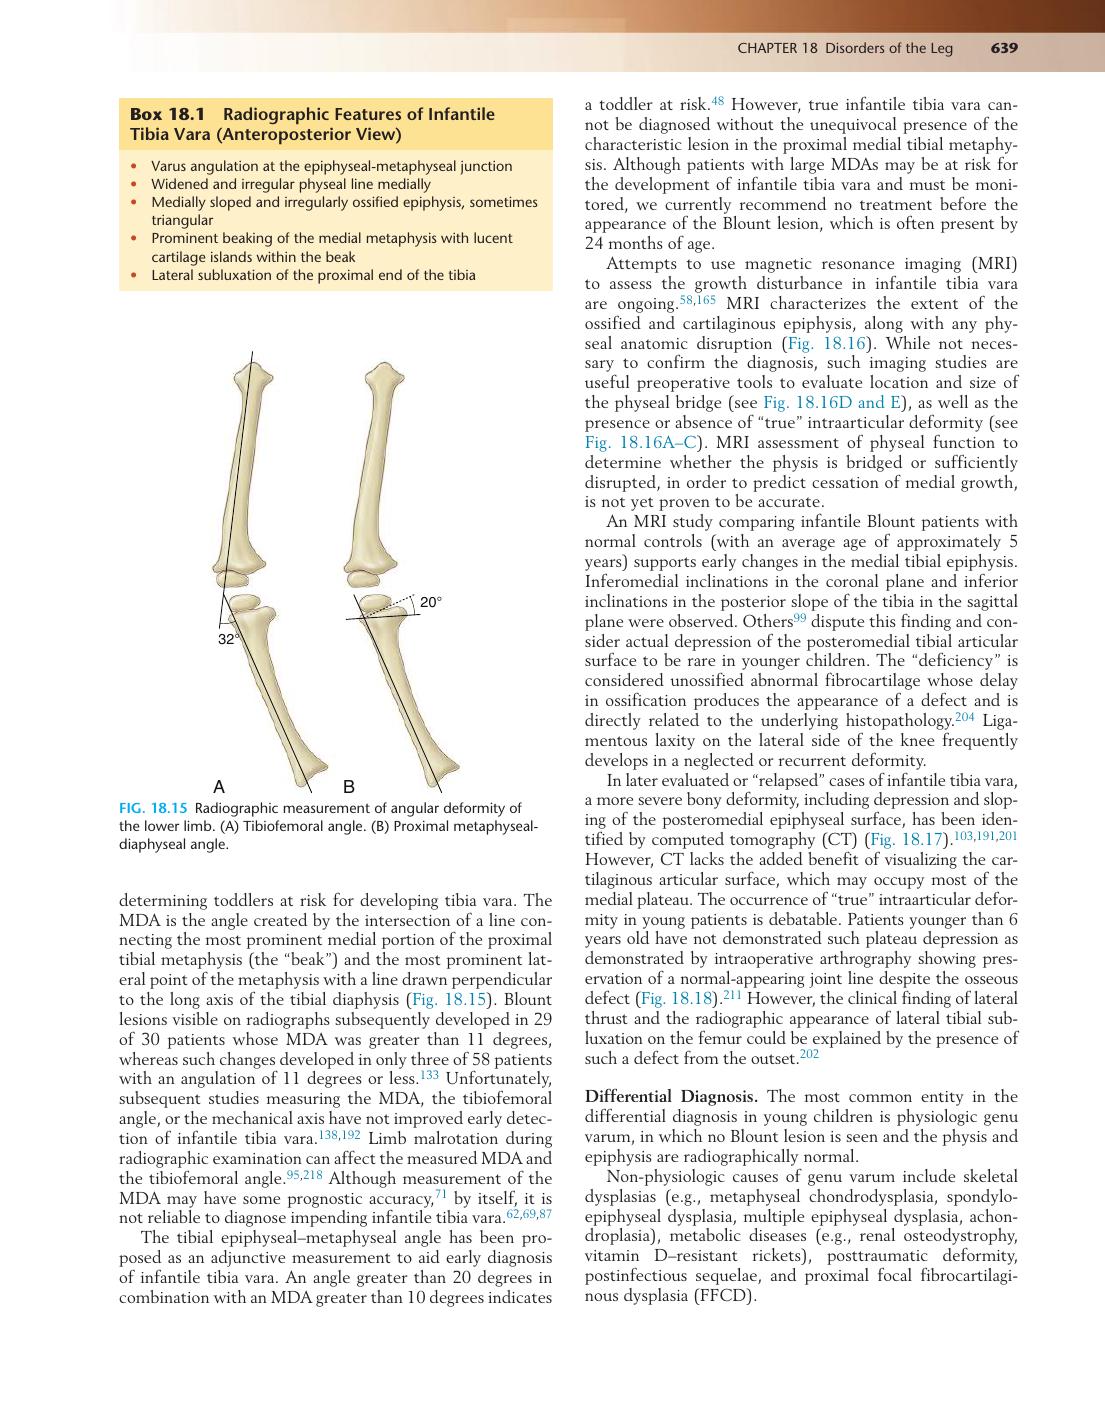 CHAPTER 18 Disorders of the Leg 639
Box 18.1 Radiographic Features of Infantile
Tibia Vara (Anteroposterior View)
• Varus angulation at the epiphyseal-metaphyseal junction
• Widened and irregular physeal line medially
• Medially sloped and irregularly ossified epiphysis, sometimes
triangular
• Prominent beaking of the medial metaphysis with lucent
cartilage islands within the beak
• Lateral subluxation of the proximal end of the tibia
20°
32°
A B
FIG. 18.15 Radiographic measurement of angular deformity of
the lower limb. (A) Tibiofemoral angle. (B) Proximal metaphyseal-
diaphyseal angle.
determining toddlers at risk for developing tibia vara. The
MDA is the angle created by the intersection of a line con-
necting the most prominent medial portion of the proximal
tibial metaphysis (the “beak”) and the most prominent lat-
eral point of the metaphysis with a line drawn perpendicular
to the long axis of the tibial diaphysis (Fig. 18.15). Blount
lesions visible on radiographs subsequently developed in 29
of 30 patients whose MDA was greater than 11 degrees,
whereas such changes developed in only three of 58 patients
with an angulation of 11 degrees or less.133 Unfortunately,
subsequent studies measuring the MDA, the tibiofemoral
angle, or the mechanical axis have not improved early detec-
tion of infantile tibia vara.138,192 Limb malrotation during
radiographic examination can affect the measured MDA and
the tibiofemoral angle.95,218 Although measurement of the
MDA may have some prognostic accuracy,71 by itself, it is
not reliable to diagnose impending infantile tibia vara.62,69,87
The tibial epiphyseal–metaphyseal angle has been pro-
posed as an adjunctive measurement to aid early diagnosis
of infantile tibia vara. An angle greater than 20 degrees in
combination with an MDA greater than 10 degrees indicates
a toddler at risk.48 However, true infantile tibia vara can-
not be diagnosed without the unequivocal presence of the
characteristic lesion in the proximal medial tibial metaphy-
sis. Although patients with large MDAs may be at risk for
the development of infantile tibia vara and must be moni-
tored, we currently recommend no treatment before the
appearance of the Blount lesion, which is often present by
24 months of age.
Attempts to use magnetic resonance imaging (MRI)
to assess the growth disturbance in infantile tibia vara
are ongoing.58,165 MRI characterizes the extent of the
ossified and cartilaginous epiphysis, along with any phy-
seal anatomic disruption (Fig. 18.16). While not neces-
sary to confirm the diagnosis, such imaging studies are
useful preoperative tools to evaluate location and size of
the physeal bridge (see Fig. 18.16D and E), as well as the
presence or absence of “true” intraarticular deformity (see
Fig. 18.16A–C). MRI assessment of physeal function to
determine whether the physis is bridged or sufficiently
disrupted, in order to predict cessation of medial growth,
is not yet proven to be accurate.
An MRI study comparing infantile Blount patients with
normal controls (with an average age of approximately 5
years) supports early changes in the medial tibial epiphysis.
Inferomedial inclinations in the coronal plane and inferior
inclinations in the posterior slope of the tibia in the sagittal
plane were observed. Others99 dispute this finding and con-
sider actual depression of the posteromedial tibial articular
surface to be rare in younger children. The “deficiency” is
considered unossified abnormal fibrocartilage whose delay
in ossification produces the appearance of a defect and is
directly related to the underlying histopathology.204 Liga-
mentous laxity on the lateral side of the knee frequently
develops in a neglected or recurrent deformity.
In later evaluated or “relapsed” cases of infantile tibia vara,
a more severe bony deformity, including depression and slop-
ing of the posteromedial epiphyseal surface, has been iden-
tified by computed tomography (CT) (Fig. 18.17).103,191,201
However, CT lacks the added benefit of visualizing the car-
tilaginous articular surface, which may occupy most of the
medial plateau. The occurrence of “true” intraarticular defor-
mity in young patients is debatable. Patients younger than 6
years old have not demonstrated such plateau depression as
demonstrated by intraoperative arthrography showing pres-
ervation of a normal-appearing joint line despite the osseous
defect (Fig. 18.18).211 However, the clinical finding of lateral
thrust and the radiographic appearance of lateral tibial sub-
luxation on the femur could be explained by the presence of
such a defect from the outset.202
Differential Diagnosis. The most common entity in the
differential diagnosis in young children is physiologic genu
varum, in which no Blount lesion is seen and the physis and
epiphysis are radiographically normal.
Non-physiologic causes of genu varum include skeletal
dysplasias (e.g., metaphyseal chondrodysplasia, spondylo-
epiphyseal dysplasia, multiple epiphyseal dysplasia, achon-
droplasia), metabolic diseases (e.g., renal osteodystrophy,
vitamin D–resistant rickets), posttraumatic deformity,
postinfectious sequelae, and proximal focal fibrocartilagi-
nous dysplasia (FFCD).